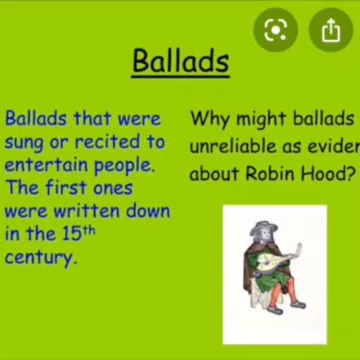 Ballads
Ballads that were
sung or recited to
entertain people.
The first ones
were written down
in the 15th
century.
Why might ballads
unreliable as
about Robin Hood?